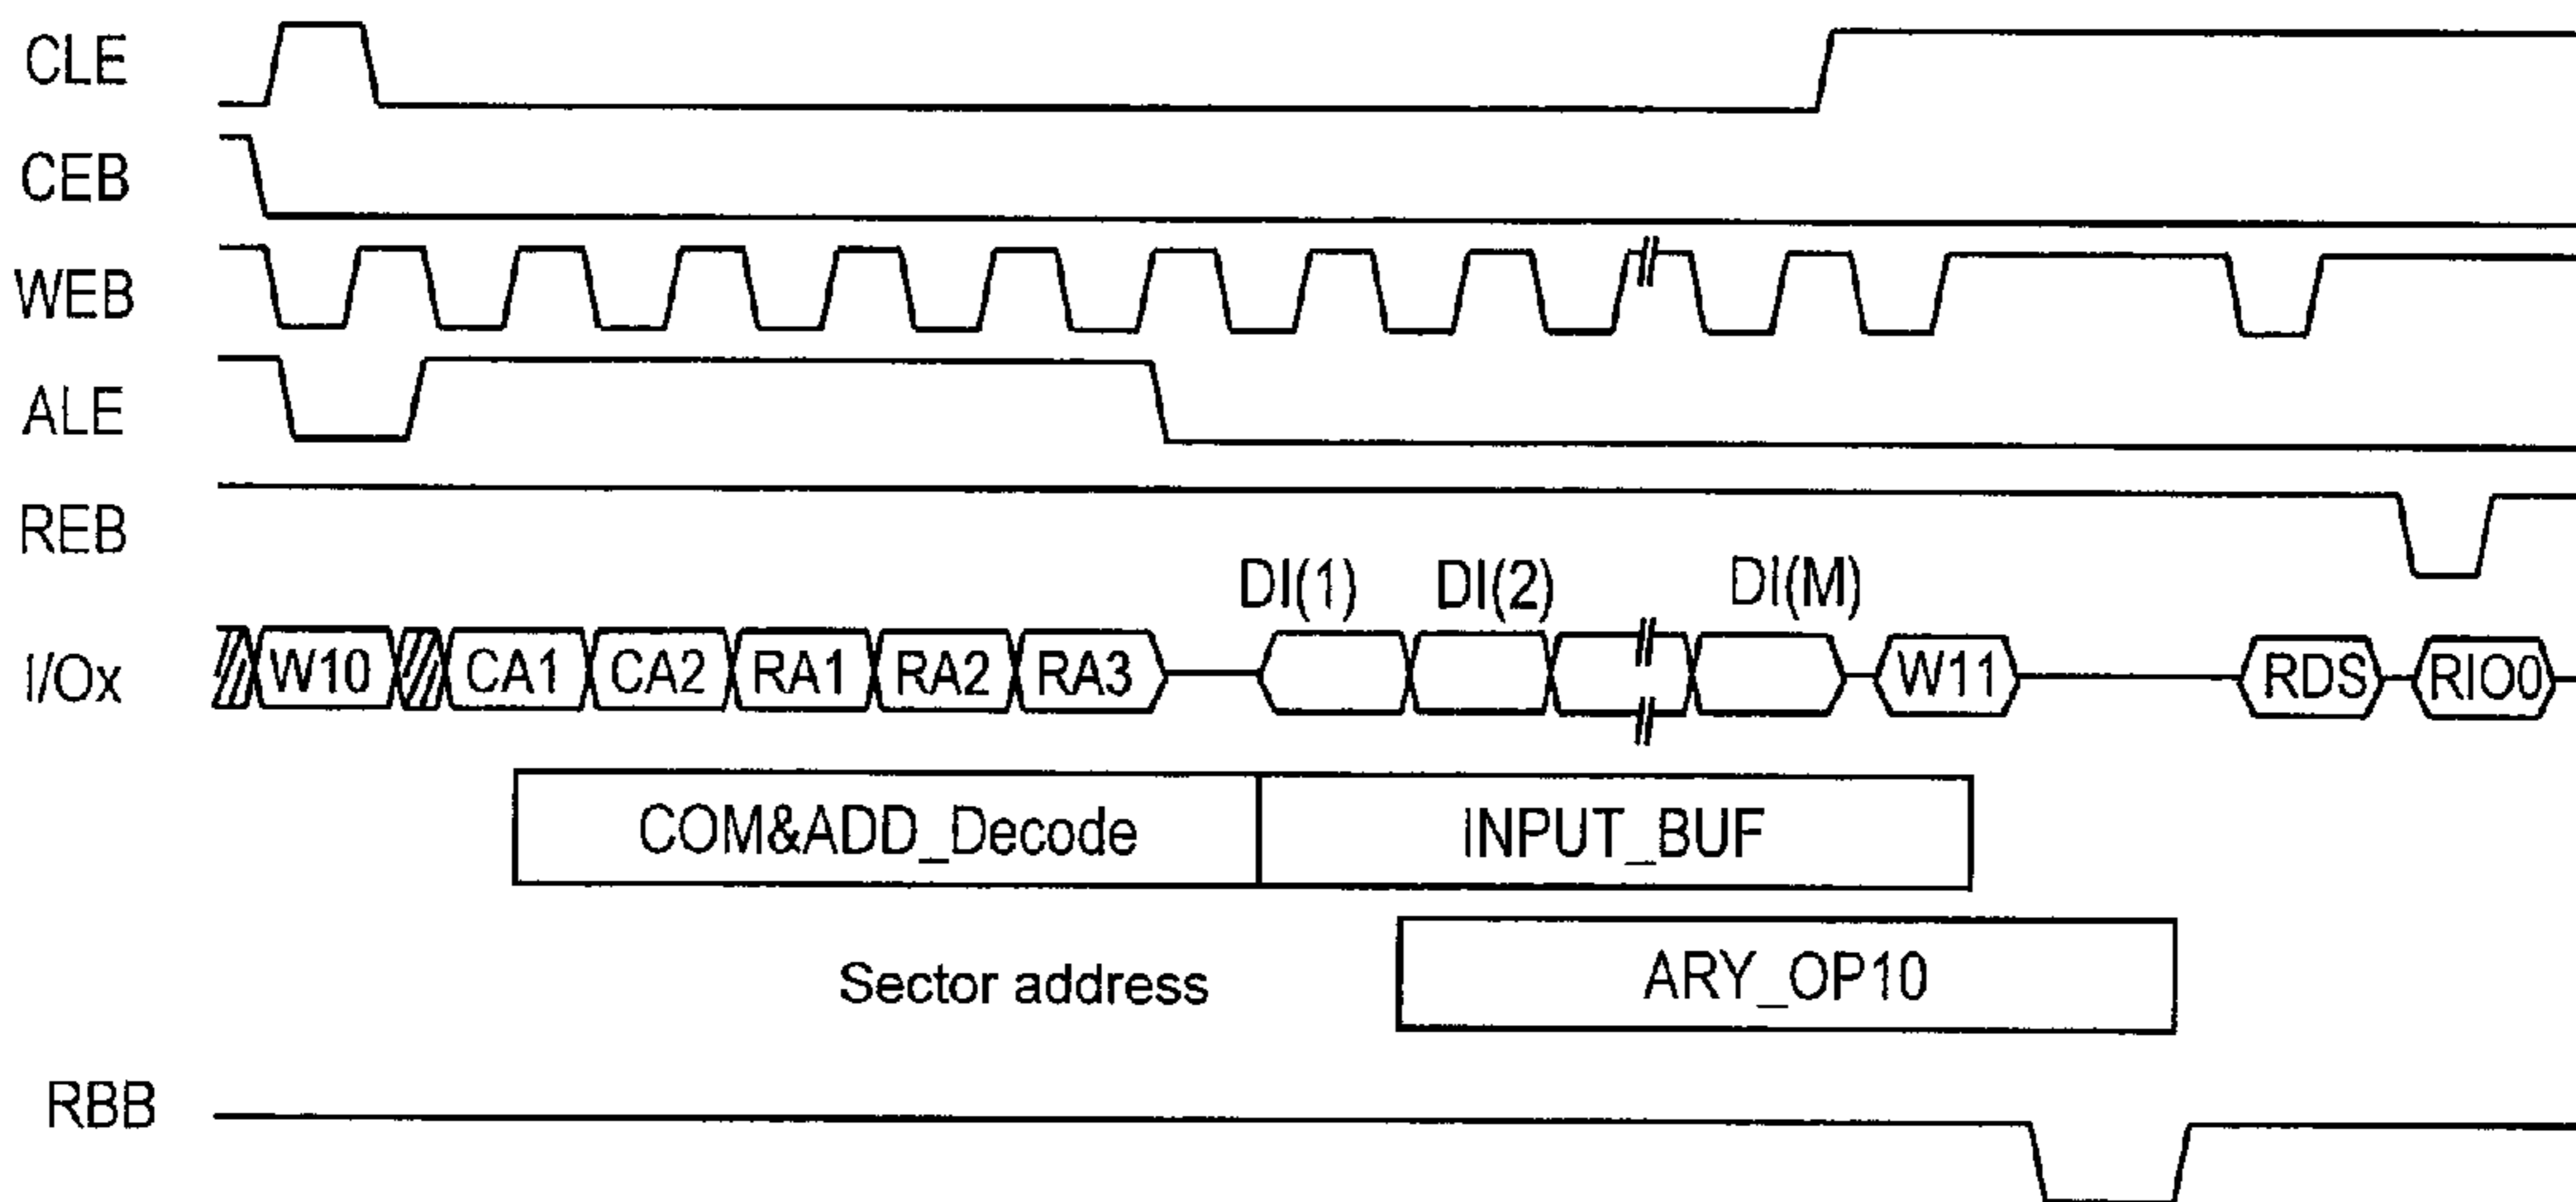 CLE
CEB
WEB
ALE
REB
DI(1) DI(2) DI(M)
I/Ox W10 CA1 CA2 RA1 RA2 RA3 W11 RDS RIO0
COM&ADD_Decode INPUT_BUF
Sector address ARY_OP10
RBB